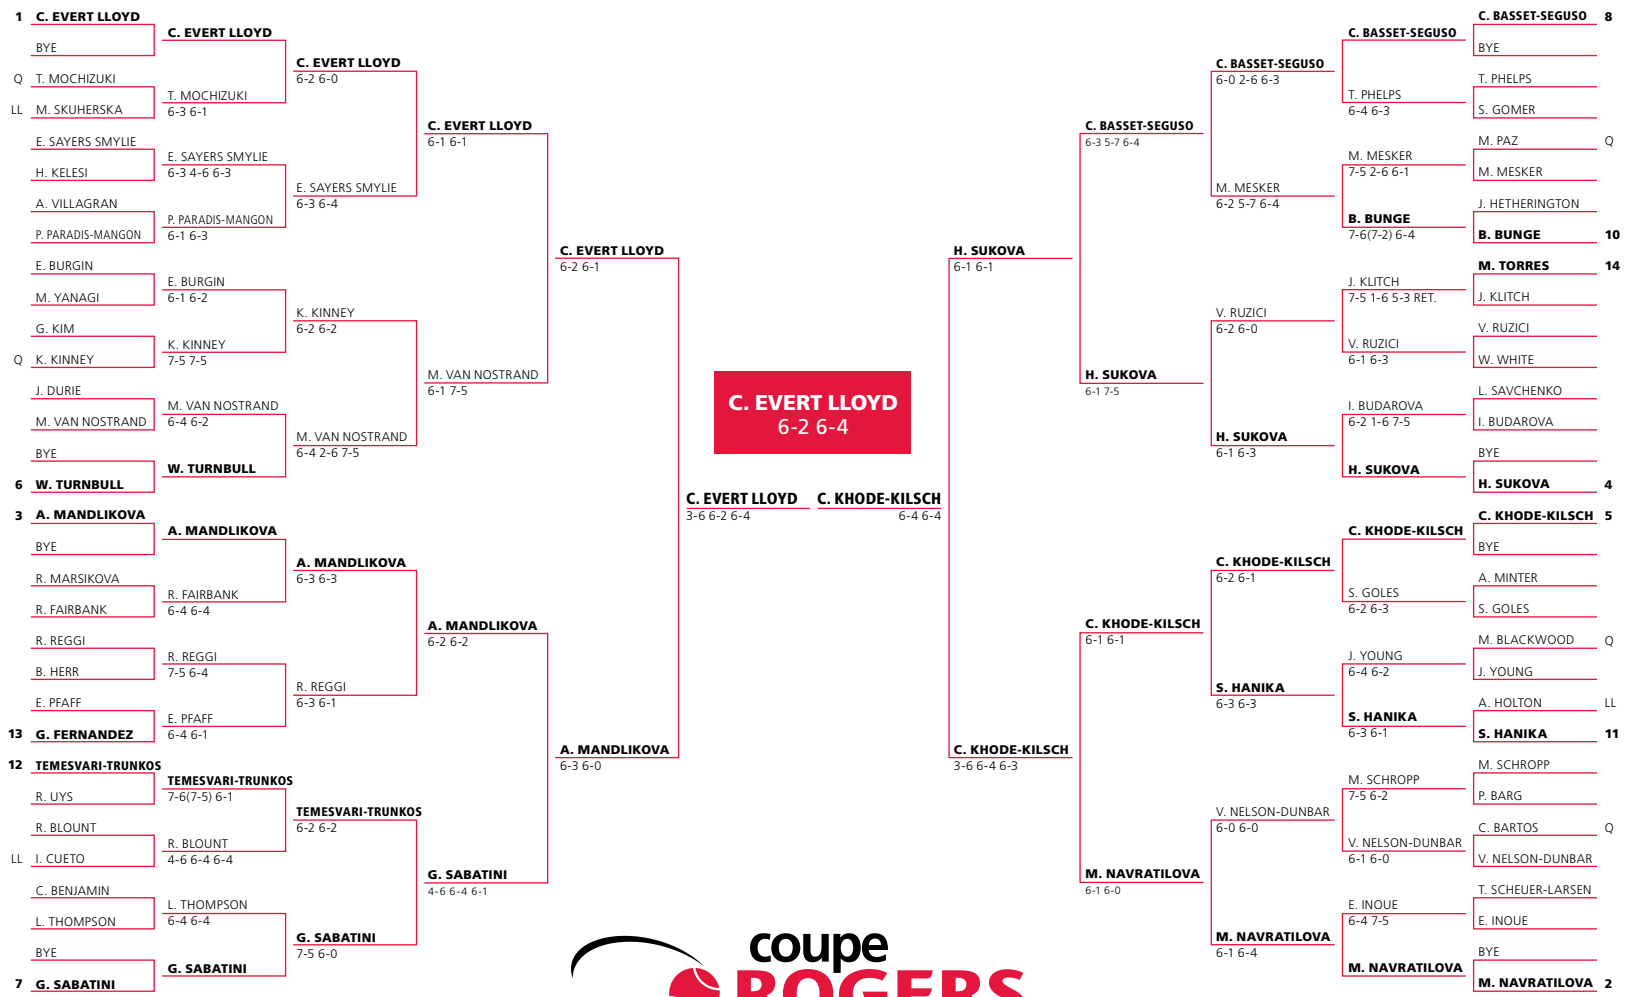 1 C. EVERT LLOYD
BYE
Q T. MOCHIZUKI
LL M. SKUHERSKA
E. SAYERS SMYLIE
H. KELESI
A. VILLAGRAN
P. PARADIS-MANGON
E. BURGIN
M. YANAGI
G. KIM
Q K. KINNEY
J. DURIE
M. VAN NOSTRAND
BYE
6 W. TURNBULL
3 A. MANDLIKOVA
BYE
R. MARSIKOVA
R. FAIRBANK
R. REGGI
B. HERR
E. PFAFF
13 G. FERNANDEZ
12 TEMESVARI-TRUNKOS
R. UYS
R. BLOUNT
LL I. CUETO
C. BENJAMIN
L. THOMPSON
BYE
7 G. SABATINI
C. EVERT LLOYD
T. MOCHIZUKI
6-3 6-1
E. SAYERS SMYLIE
6-3 4-6 6-3
P. PARADIS-MANGON
6-1 6-3
E. BURGIN
6-1 6-2
K. KINNEY
7-5 7-5
M. VAN NOSTRAND
6-4 6-2
W. TURNBULL
A. MANDLIKOVA
R. FAIRBANK
6-4 6-4
R. REGGI
7-5 6-4
E. PFAFF
6-4 6-1
TEMESVARI-TRUNKOS
7-6(7-5) 6-1
R. BLOUNT
4-6 6-4 6-4
L. THOMPSON
6-4 6-4
G. SABATINI
C. EVERT LLOYD
6-2 6-0
E. SAYERS SMYLIE
6-3 6-4
K. KINNEY
6-2 6-2
M. VAN NOSTRAND
6-4 2-6 7-5
A. MANDLIKOVA
6-3 6-3
R. REGGI
6-3 6-1
TEMESVARI-TRUNKOS
6-2 6-2
G. SABATINI
7-5 6-0
C. EVERT LLOYD
6-1 6-1
M. VAN NOSTRAND
6-1 7-5
A. MANDLIKOVA
6-2 6-2
G. SABATINI
4-6 6-4 6-1
C. EVERT LLOYD
6-2 6-1
A. MANDLIKOVA
6-3 6-0
C. EVERT LLOYD
3-6 6-2 6-4
C. EVERT LLOYD
6-2 6-4
C. KHODE-KILSCH
6-4 6-4
H. SUKOVA
6-1 6-1
C. KHODE-KILSCH
3-6 6-4 6-3
C. BASSET-SEGUSO
6-3 5-7 6-4
H. SUKOVA
6-1 7-5
C. KHODE-KILSCH
6-1 6-1
M. NAVRATILOVA
6-1 6-0
C. BASSET-SEGUSO
6-0 2-6 6-3
M. MESKER
6-2 5-7 6-4
V. RUZICI
6-2 6-0
H. SUKOVA
6-1 6-3
C. KHODE-KILSCH
6-2 6-1
S. HANIKA
6-3 6-3
V. NELSON-DUNBAR
6-0 6-0
M. NAVRATILOVA
6-1 6-4
C. BASSET-SEGUSO
T. PHELPS
6-4 6-3
M. MESKER
7-5 2-6 6-1
B. BUNGE
7-6(7-2) 6-4
J. KLITCH
7-5 1-6 5-3 RET.
V. RUZICI
6-1 6-3
I. BUDAROVA
6-2 1-6 7-5
H. SUKOVA
C. KHODE-KILSCH
S. GOLES
6-2 6-3
J. YOUNG
6-4 6-2
S. HANIKA
6-3 6-1
M. SCHROPP
7-5 6-2
V. NELSON-DUNBAR
6-1 6-0
E. INOUE
6-4 7-5
M. NAVRATILOVA
C. BASSET-SEGUSO 8
BYE
T. PHELPS
S. GOMER
M. PAZ Q
M. MESKER
J. HETHERINGTON
B. BUNGE 10
M. TORRES 14
J. KLITCH
V. RUZICI
W. WHITE
L. SAVCHENKO
I. BUDAROVA
BYE
H. SUKOVA 4
C. KHODE-KILSCH 5
BYE
A. MINTER
S. GOLES
M. BLACKWOOD Q
J. YOUNG
A. HOLTON LL
S. HANIKA 11
M. SCHROPP
P. BARG
C. BARTOS Q
V. NELSON-DUNBAR
T. SCHEUER-LARSEN
E. INOUE
BYE
M. NAVRATILOVA 2
coupe
ROGERS